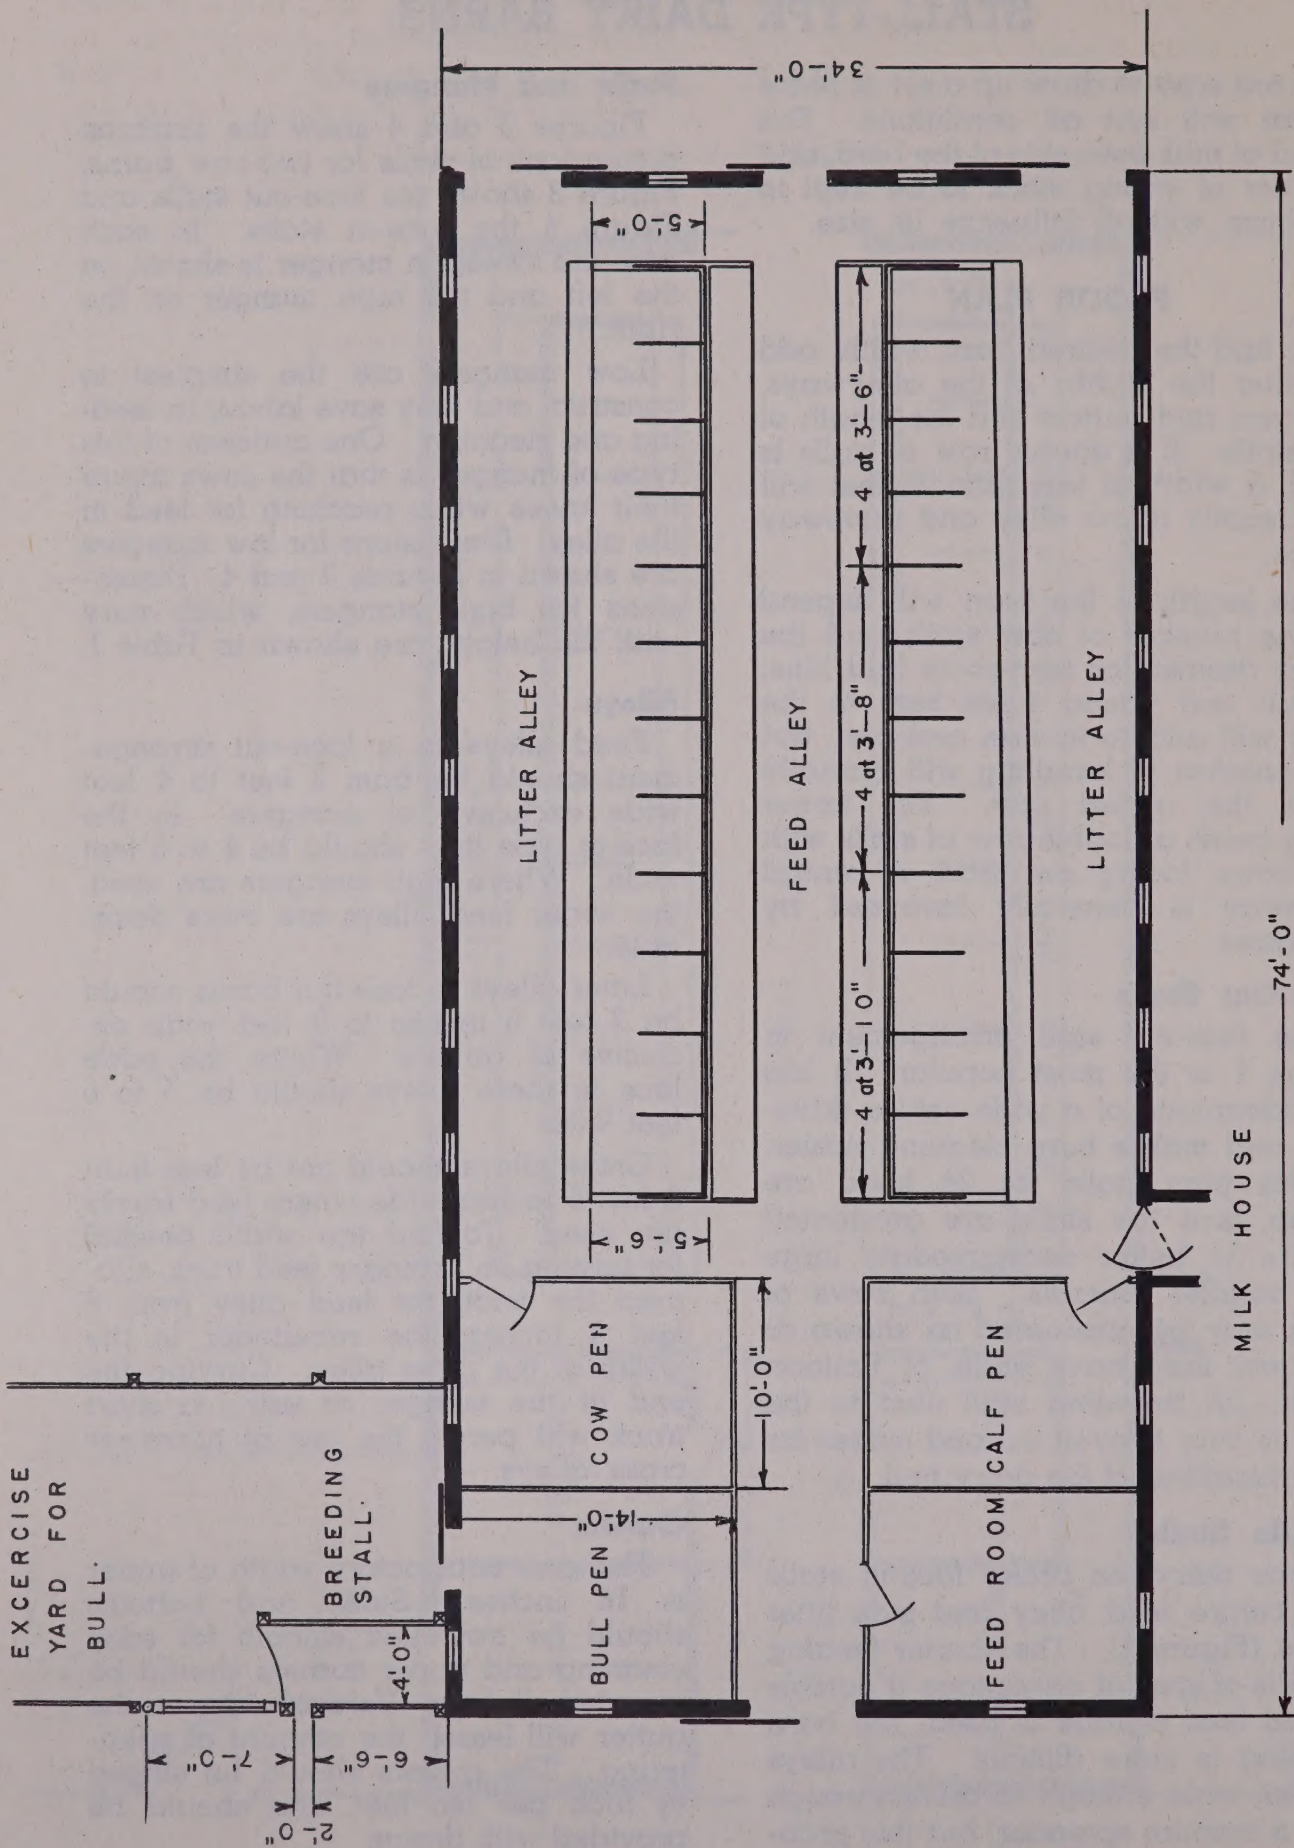 EXCERCISE
YARD FOR
BULL.
BREEDING
STALL.
7'-0"
2'-0"
6'-6"
4'-0"
34'-0"
BULL PEN
14'-0"
COW PEN
10'-0"
LITTER ALLEY
5'-6"
5'-0"
FEED ALLEY
4 at 3'-10"
4 at 3'-8"
4 at 3'-6"
FEED ROOM
CALF PEN
LITTER ALLEY
MILK HOUSE
74'-0"